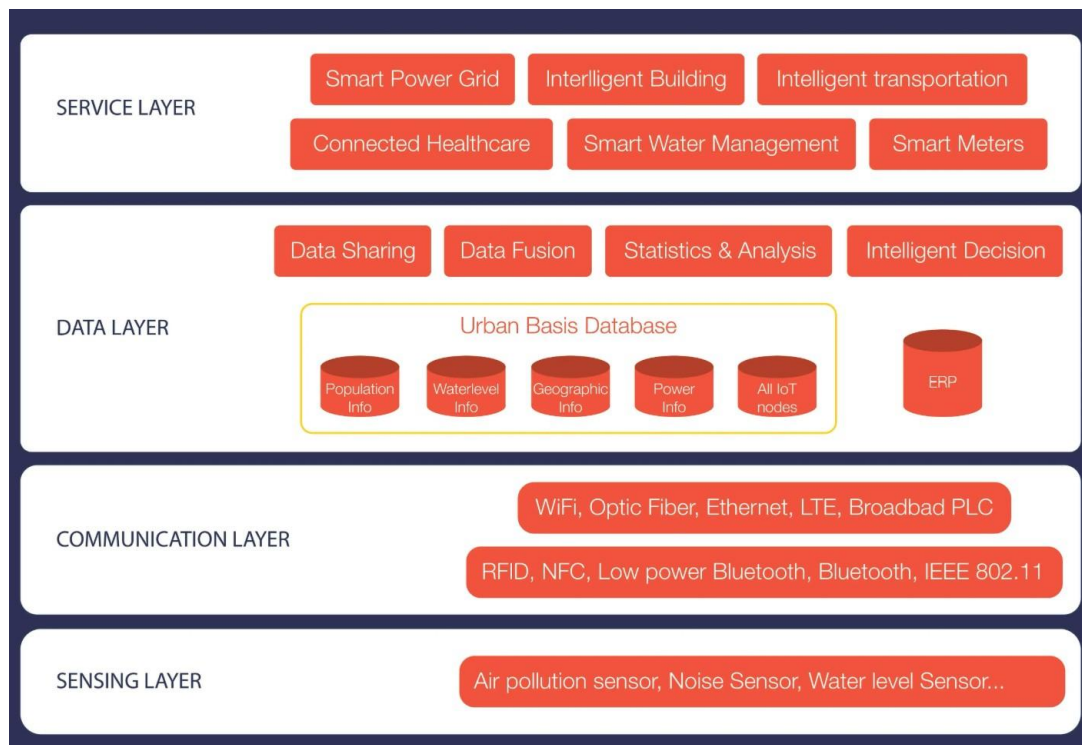 Smart Power Grid
Interlligent Building
Intelligent transportation
SERVICE LAYER
Connected Healthcare
Smart Water Management
Smart Meters
Data Sharing
Data Fusion
Statistics & Analysis
Intelligent Decision
DATA LAYER
Urban Basis Database
Population
Info
Waterlevel
Info
Geographic
Info
Power
Info
All IoT
nodes
ERP
COMMUNICATION LAYER
WiFi, Optic Fiber, Ethernet, LTE, Broadbad PLC
RFID, NFC, Low power Bluetooth, Bluetooth, IEEE 802.11
SENSING LAYER
Air pollution sensor, Noise Sensor, Water level Sensor...